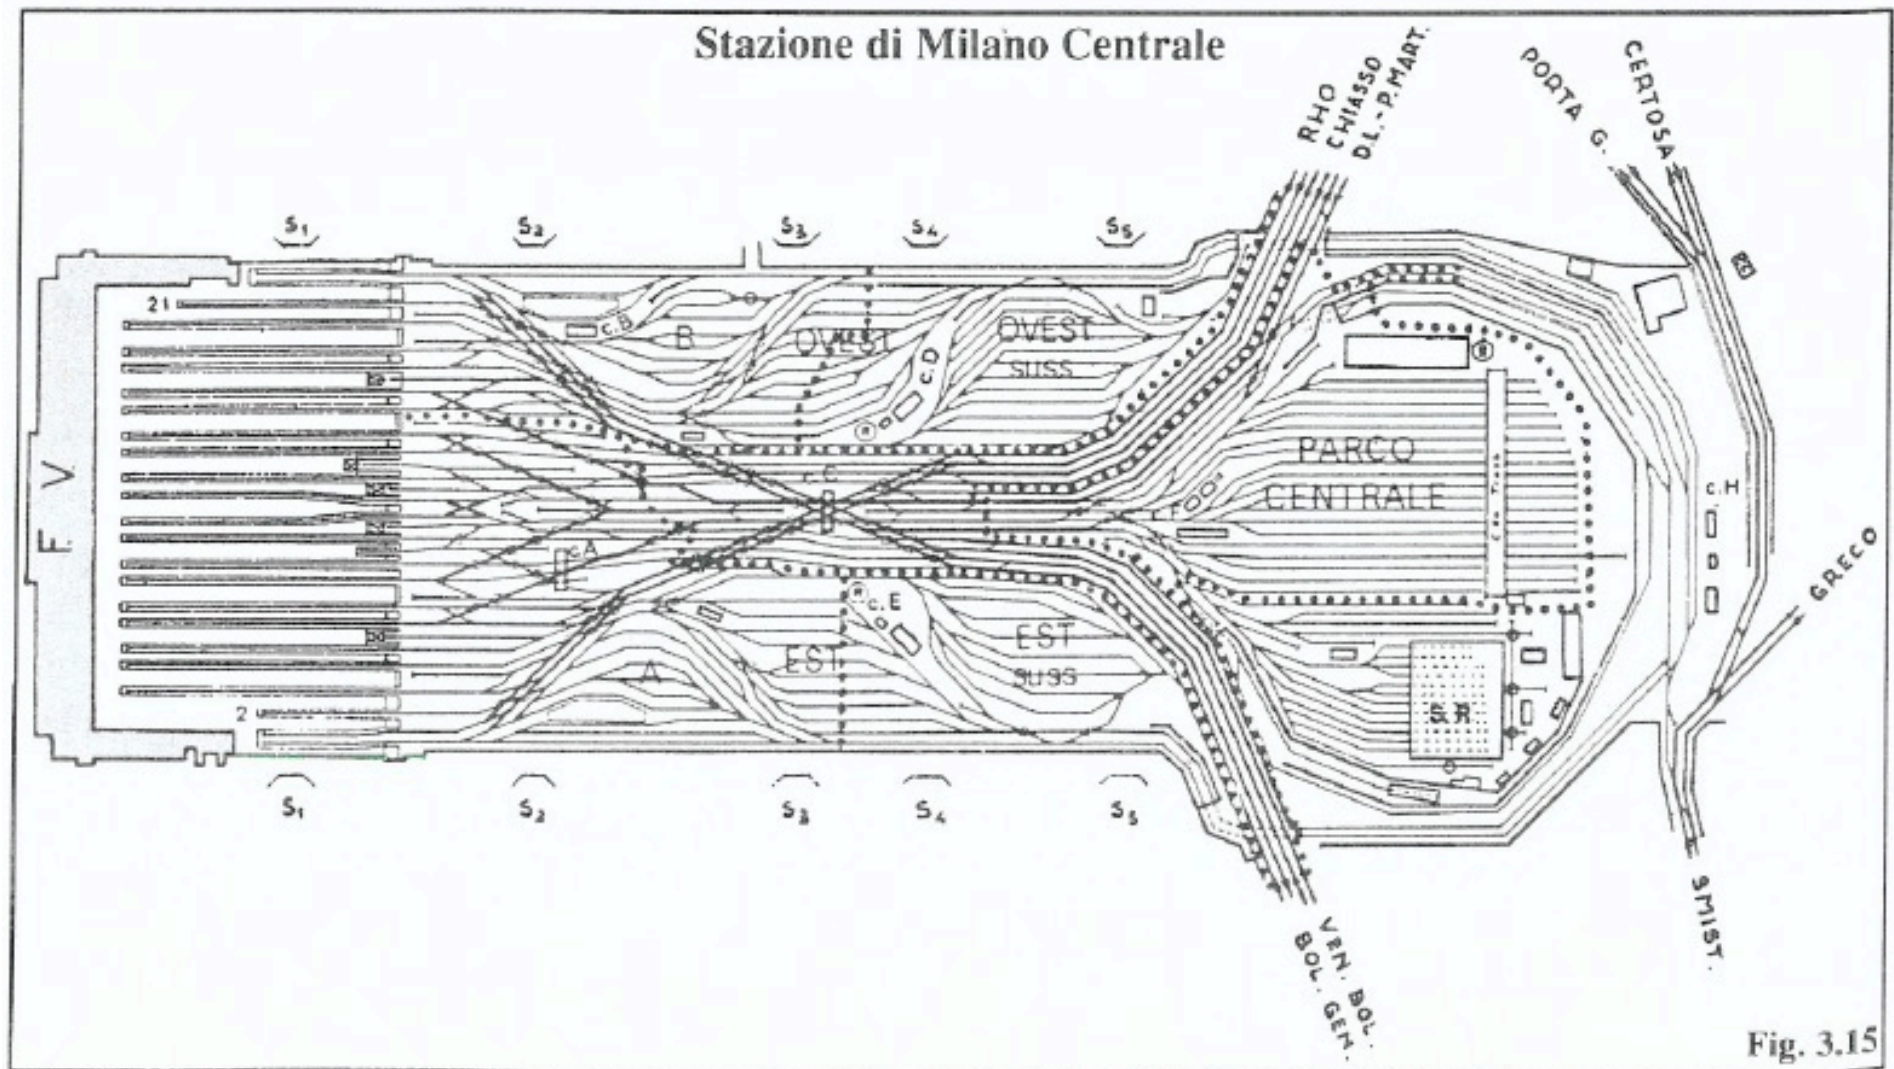 Stazione di Milano Centrale
RHO
CHIASSO
D.L.-P.MART.
PORTA G.
CERTOSA
S1
S2
S3
S4
S5
21
c.B
B
OVEST
c.D
OVEST
SUSS
R
R
F V
c.C
PARCO
CENTRALE
c.H
c.A
GRECO
R
c.E
A
EST
EST
SUSS
2
S.R
S1
S2
S3
S4
S5
SMIST.
VEN. BOL.
BOL. GEN.
Fig. 3.15